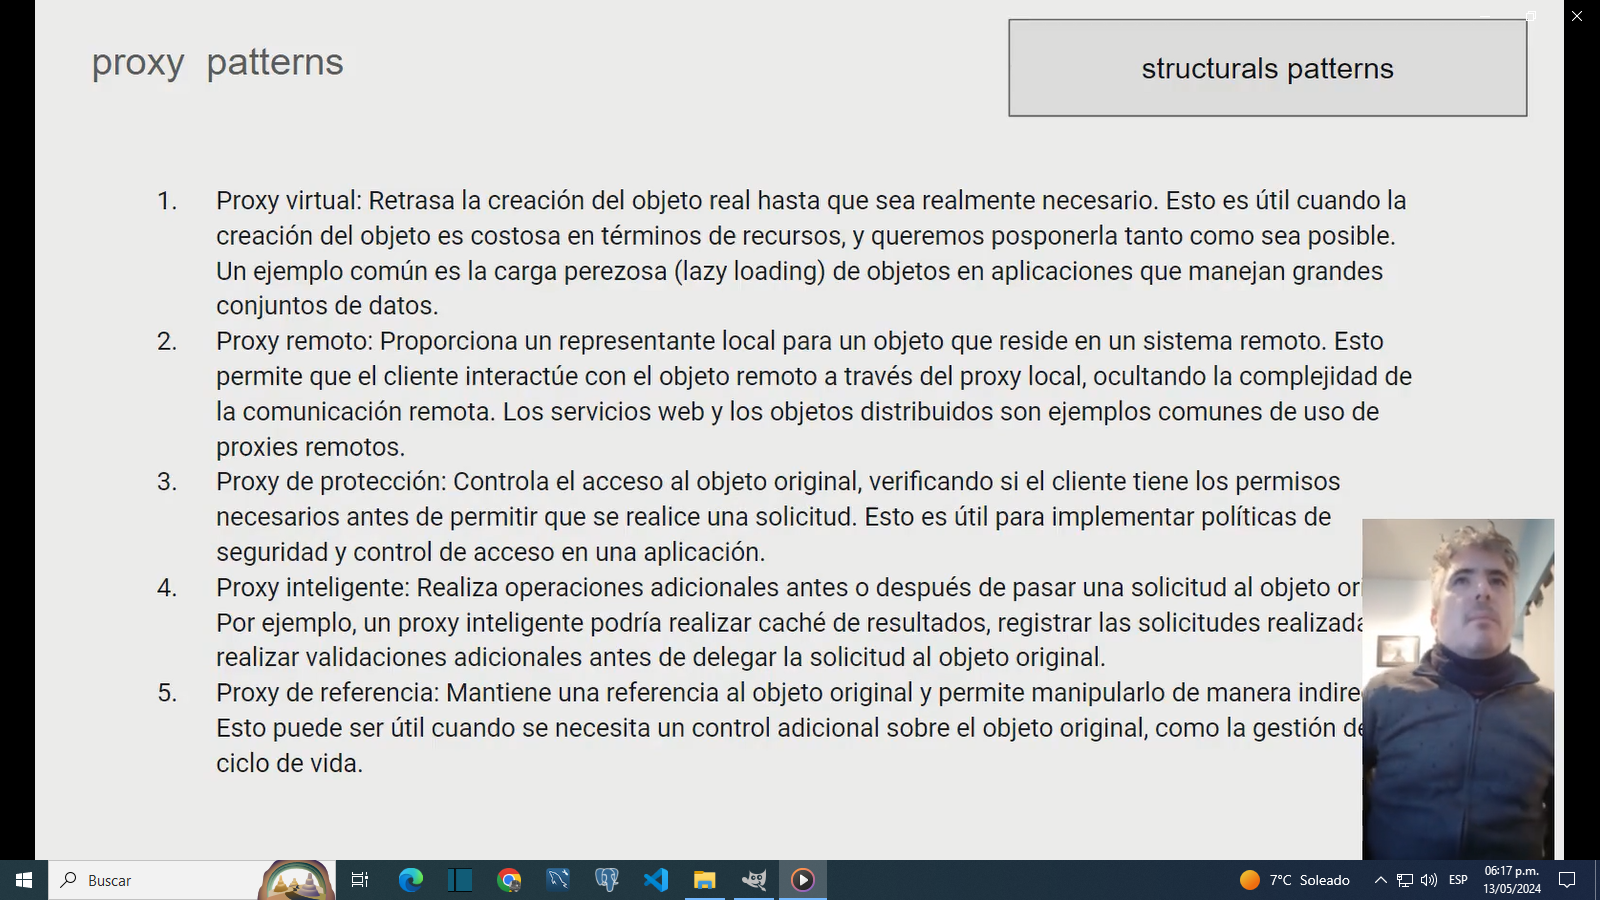 proxy patterns
structurals patterns
1. Proxy virtual: Retrasa la creación del objeto real hasta que sea realmente necesario. Esto es útil cuando la
creación del objeto es costosa en términos de recursos, y queremos posponerla tanto como sea posible.
Un ejemplo común es la carga perezosa (lazy loading) de objetos en aplicaciones que manejan grandes
conjuntos de datos.
2. Proxy remoto: Proporciona un representante local para un objeto que reside en un sistema remoto. Esto
permite que el cliente interactúe con el objeto remoto a través del proxy local, ocultando la complejidad de
la comunicación remota. Los servicios web y los objetos distribuidos son ejemplos comunes de uso de
proxies remotos.
3. Proxy de protección: Controla el acceso al objeto original, verificando si el cliente tiene los permisos
necesarios antes de permitir que se realice una solicitud. Esto es útil para implementar políticas de
seguridad y control de acceso en una aplicación.
4. Proxy inteligente: Realiza operaciones adicionales antes o después de pasar una solicitud al objeto
Por ejemplo, un proxy inteligente podría realizar caché de resultados, registrar las solicitudes
realizar validaciones adicionales antes de delegar la solicitud al objeto original.
5. Proxy de referencia: Mantiene una referencia al objeto original y permite manipularlo de manera
Esto puede ser útil cuando se necesita un control adicional sobre el objeto original, como la gestión
ciclo de vida.
Buscar
7°C Soleado
ESP
06:17 p.m.
13/05/2024